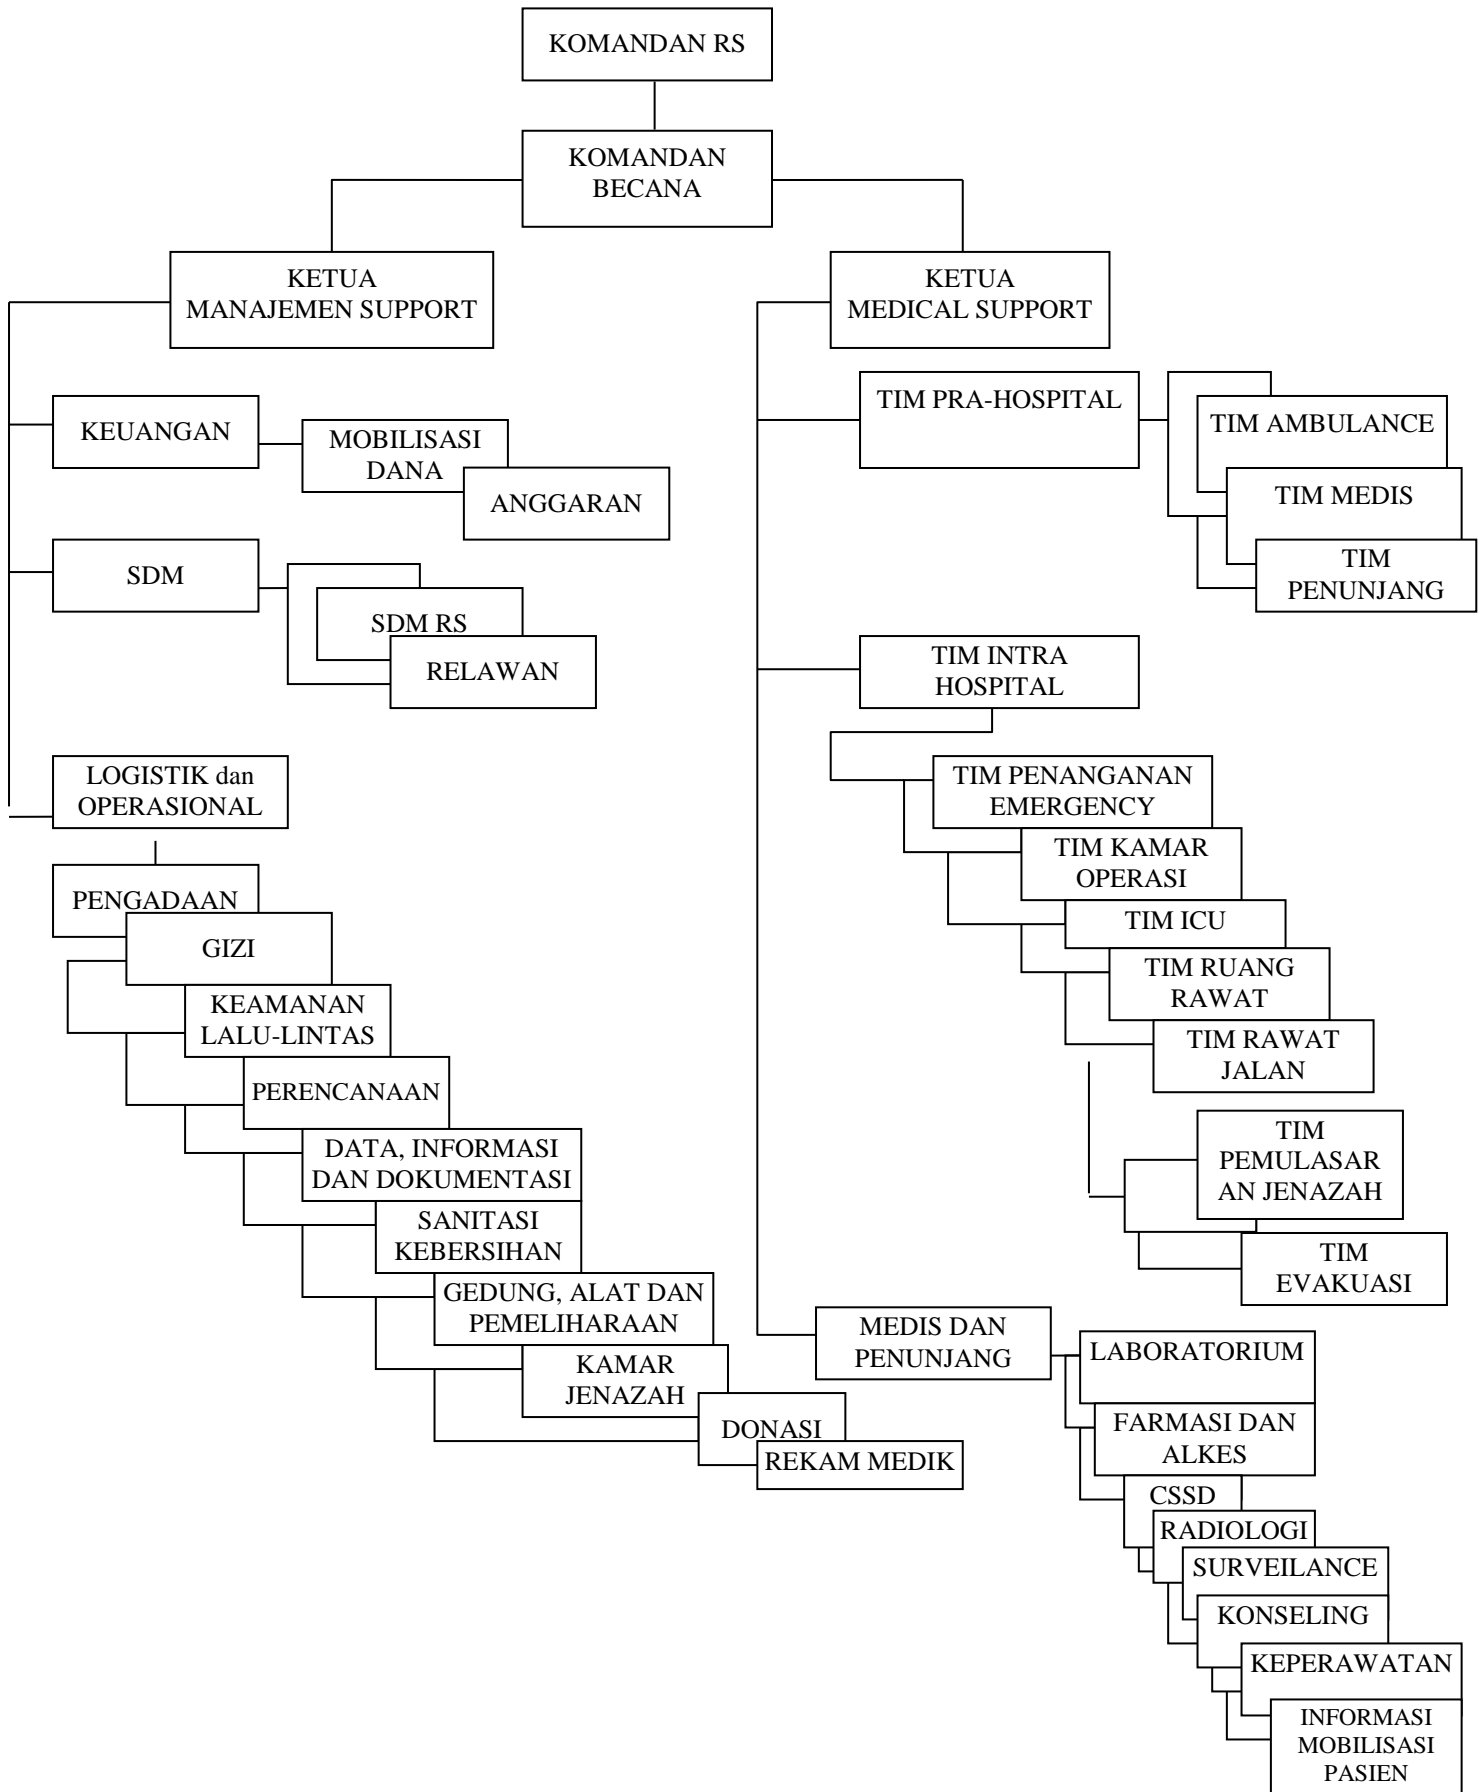 KOMANDAN RS
KOMANDAN
BECANA
KETUA
MANAJEMEN SUPPORT
KEUANGAN
MOBILISASI
DANA
ANGGARAN
SDM
SDM RS
RELAWAN
LOGISTIK dan
OPERASIONAL
PENGADAAN
GIZI
KEAMANAN
LALU-LINTAS
PERENCANAAN
DATA, INFORMASI
DAN DOKUMENTASI
SANITASI
KEBERSIHAN
GEDUNG, ALAT DAN
PEMELIHARAAN
KAMAR
JENAZAH
DONASI
REKAM MEDIK
KETUA
MEDICAL SUPPORT
TIM PRA-HOSPITAL
TIM AMBULANCE
TIM MEDIS
TIM
PENUNJANG
TIM INTRA
HOSPITAL
TIM PENANGANAN
EMERGENCY
TIM KAMAR
OPERASI
TIM ICU
TIM RUANG
RAWAT
TIM RAWAT
JALAN
TIM
PEMULASAR
AN JENAZAH
TIM
EVAKUASI
MEDIS DAN
PENUNJANG
LABORATORIUM
FARMASI DAN
ALKES
CSSD
RADIOLOGI
SURVEILANCE
KONSELING
KEPERAWATAN
INFORMASI
MOBILISASI
PASIEN